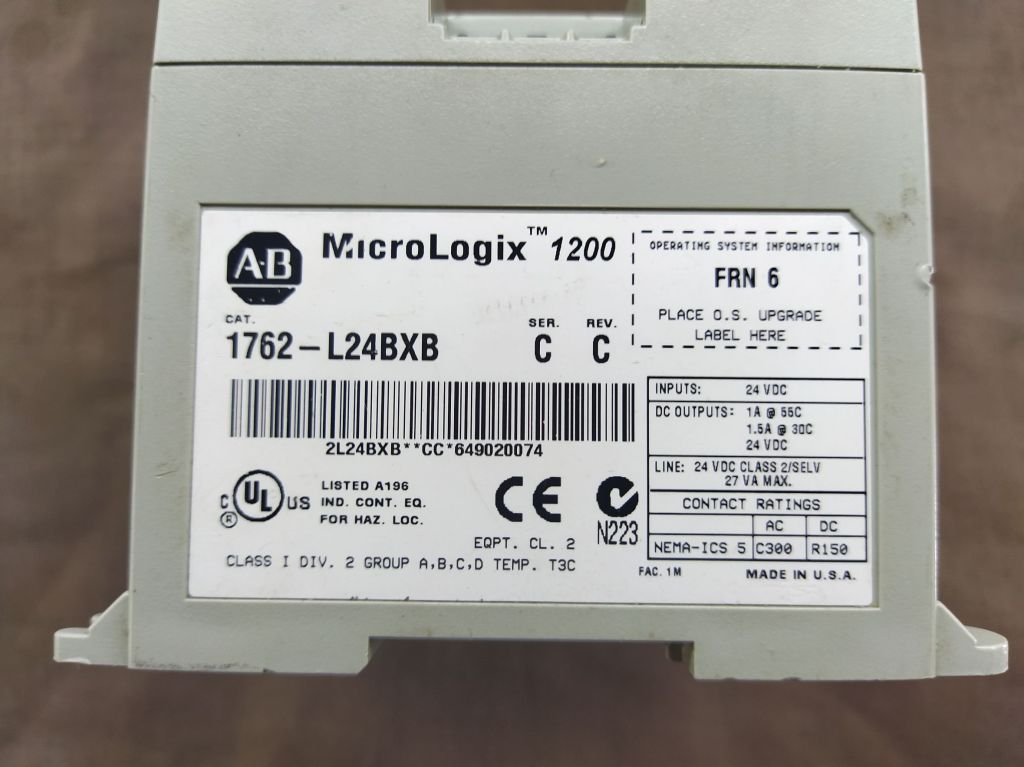 A·B
MicroLogix™ 1200
OPERATING SYSTEM INFORMATION
FRN 6
PLACE O.S. UPGRADE
LABEL HERE
CAT.
SER. REV.
1762-L24BXB C C
2L24BXB**CC*649020074
INPUTS: 24 VDC
DC OUTPUTS: 1A @ 55C
1.5A @ 30C
24 VDC
LINE: 24 VDC CLASS 2/SELV
27 VA MAX.
CONTACT RATINGS
AC DC
NEMA-ICS 5 C300 R150
C UL US
®
LISTED A196
IND. CONT. EQ.
FOR HAZ. LOC.
CE
N223
EQPT. CL. 2
CLASS I DIV. 2 GROUP A,B,C,D TEMP. T3C
FAC. 1M MADE IN U.S.A.